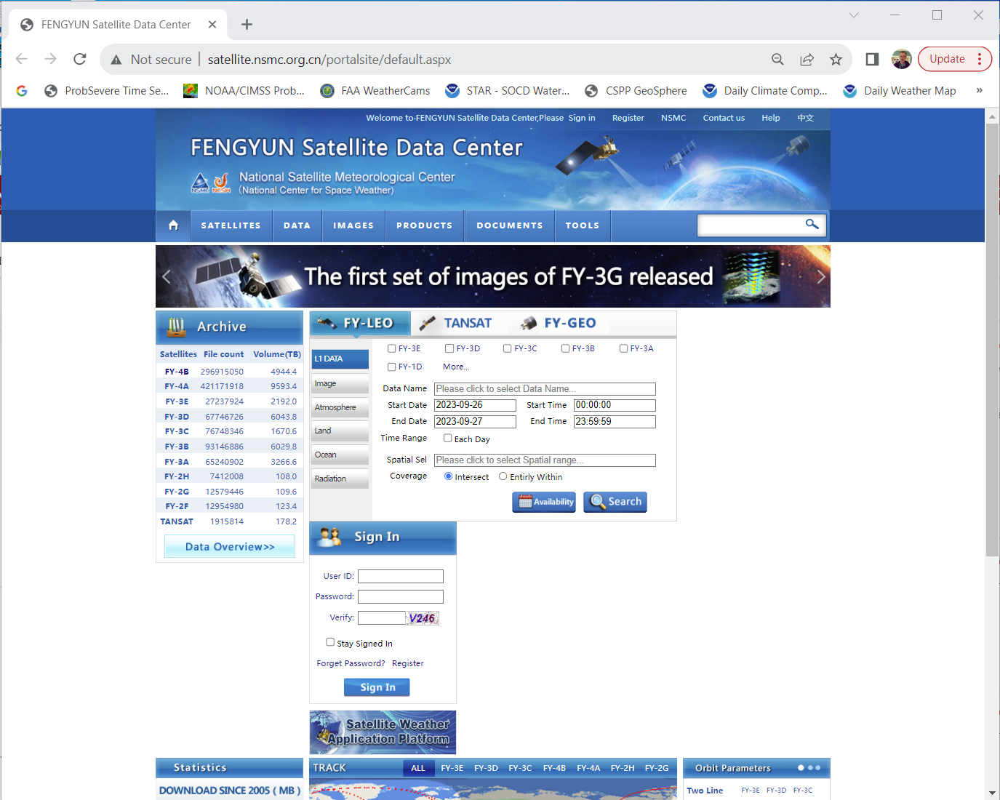 FENGYUN Satellite Data Center
Not secure
satellite.nsmc.org.cn/portalsite/default.aspx
Update
ProbSevere Time Se...
NOAA/CIMSS Prob...
FAA WeatherCams
STAR - SOCD Water...
CSPP GeoSphere
Daily Climate Comp...
Daily Weather Map
»
Welcome to FENGYUN Satellite Data Center,Please Sign in
Register
NSMC
Contact us
Help
中文
FENGYUN Satellite Data Center
National Satellite Meteorological Center
(National Center for Space Weather)
SATELLITES
DATA
IMAGES
PRODUCTS
DOCUMENTS
TOOLS
The first set of images of FY-3G released
Archive
Satellites File count Volume(TB)
FY-4B 296915050 4944.4
FY-4A 421171918 9593.4
FY-3E 27237924 2192.0
FY-3D 67746726 6043.8
FY-3C 76748346 1670.6
FY-3B 93146886 6029.8
FY-3A 65240902 3266.6
FY-2H 7412008 108.0
FY-2G 12579446 109.6
FY-2F 12954980 123.4
TANSAT 1915814 178.2
Data Overview>>
FY-LEO
TANSAT
FY-GEO
L1 DATA
Image
Atmosphere
Land
Ocean
Radiation
FY-3E FY-3D FY-3C FY-3B FY-3A
FY-1D More...
Data Name Please click to select Data Name...
Start Date 2023-09-26 Start Time 00:00:00
End Date 2023-09-27 End Time 23:59:59
Time Range Each Day
Spatial Sel Please click to select Spatial range...
Coverage Intersect Entirly Within
Availability
Search
Sign In
User ID:
Password:
Verify: V246
Stay Signed In
Forget Password? Register
Sign In
Satellite Weather
Application Platform
Statistics
DOWNLOAD SINCE 2005 ( MB )
TRACK
ALL FY-3E FY-3D FY-3C FY-4B FY-4A FY-2H FY-2G
Orbit Parameters
Two Line FY-3E FY-3D FY-3C